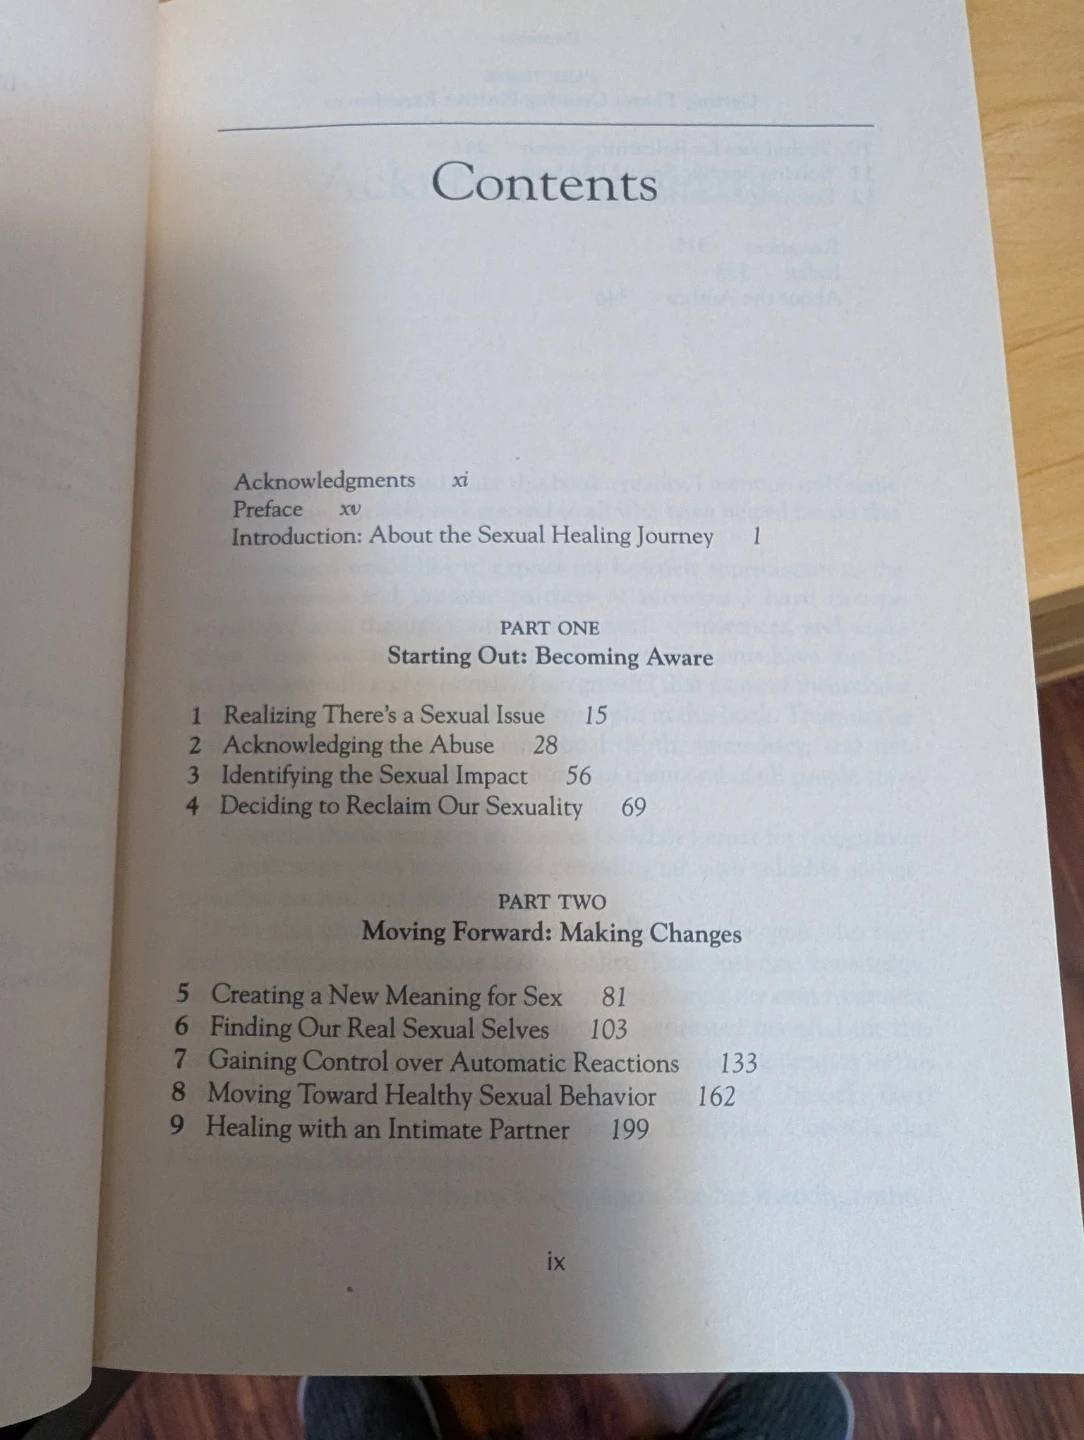 Contents
Acknowledgments xi
Preface xv
Introduction: About the Sexual Healing Journey 1
PART ONE
Starting Out: Becoming Aware
1 Realizing There's a Sexual Issue 15
2 Acknowledging the Abuse 28
3 Identifying the Sexual Impact 56
4 Deciding to Reclaim Our Sexuality 69
PART TWO
Moving Forward: Making Changes
5 Creating a New Meaning for Sex 81
6 Finding Our Real Sexual Selves 103
7 Gaining Control over Automatic Reactions 133
8 Moving Toward Healthy Sexual Behavior 162
9 Healing with an Intimate Partner 199
ix